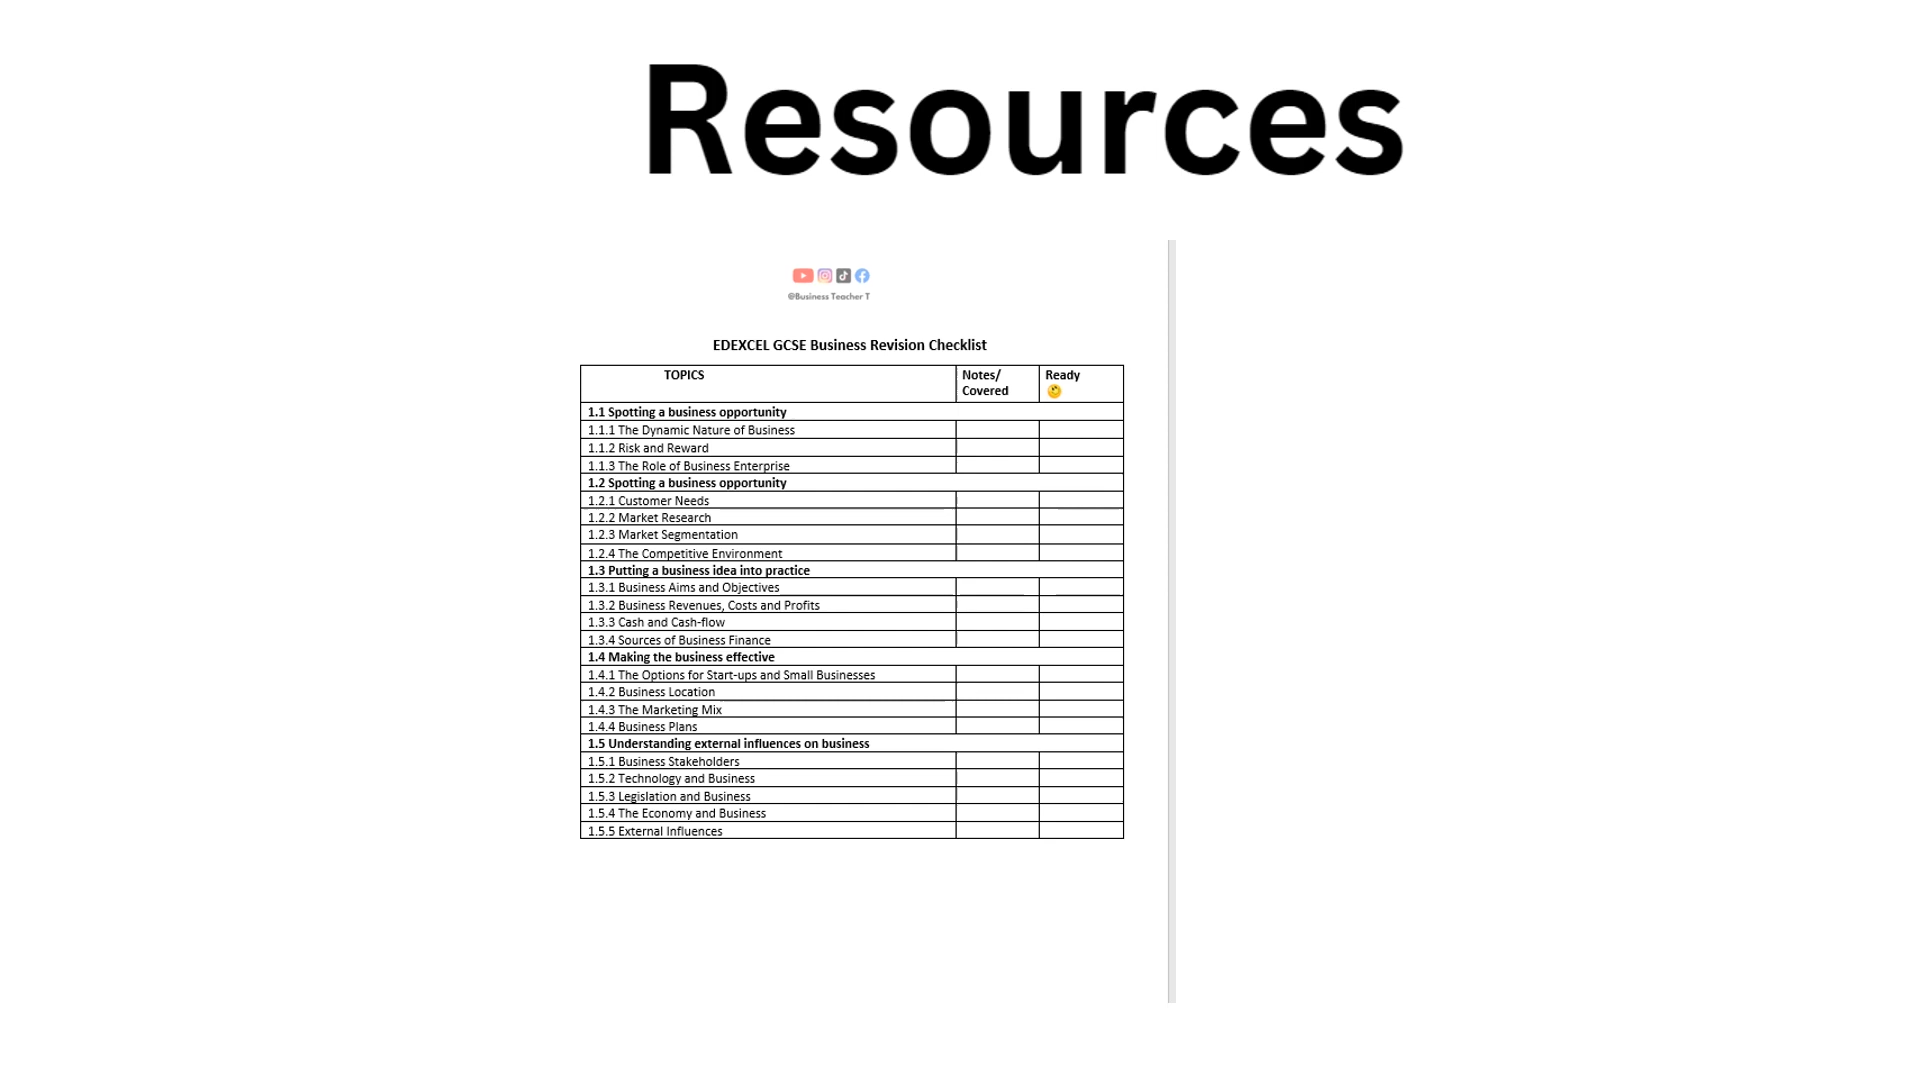 Resources
@Business Teacher T
EDEXCEL GCSE Business Revision Checklist
TOPICS
Notes/
Covered
Ready
1.1 Spotting a business opportunity
1.1.1 The Dynamic Nature of Business
1.1.2 Risk and Reward
1.1.3 The Role of Business Enterprise
1.2 Spotting a business opportunity
1.2.1 Customer Needs
1.2.2 Market Research
1.2.3 Market Segmentation
1.2.4 The Competitive Environment
1.3 Putting a business idea into practice
1.3.1 Business Aims and Objectives
1.3.2 Business Revenues, Costs and Profits
1.3.3 Cash and Cash-flow
1.3.4 Sources of Business Finance
1.4 Making the business effective
1.4.1 The Options for Start-ups and Small Businesses
1.4.2 Business Location
1.4.3 The Marketing Mix
1.4.4 Business Plans
1.5 Understanding external influences on business
1.5.1 Business Stakeholders
1.5.2 Technology and Business
1.5.3 Legislation and Business
1.5.4 The Economy and Business
1.5.5 External Influences